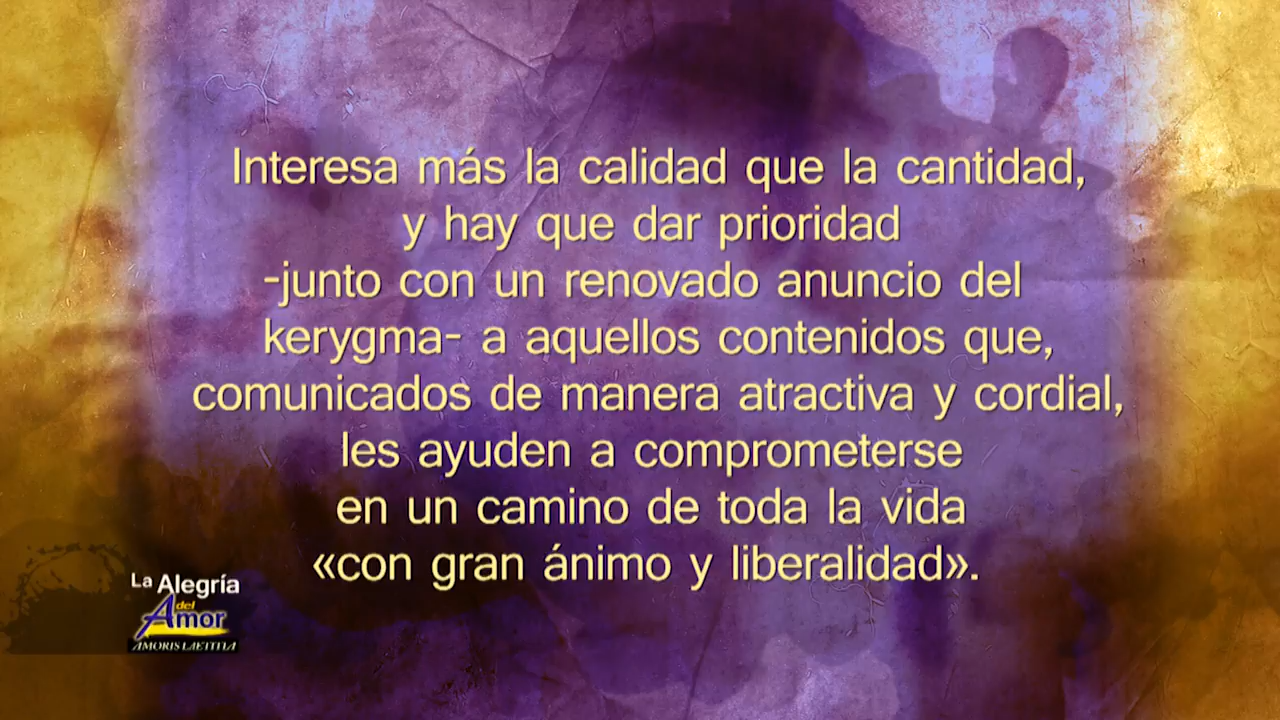 Interesa más la calidad que la cantidad,
y hay que dar prioridad
-junto con un renovado anuncio del
kerygma- a aquellos contenidos que,
comunicados de manera atractiva y cordial,
les ayuden a comprometerse
en un camino de toda la vida
«con gran ánimo y liberalidad».
La Alegría
del
Amor
AMORIS LAETITIA